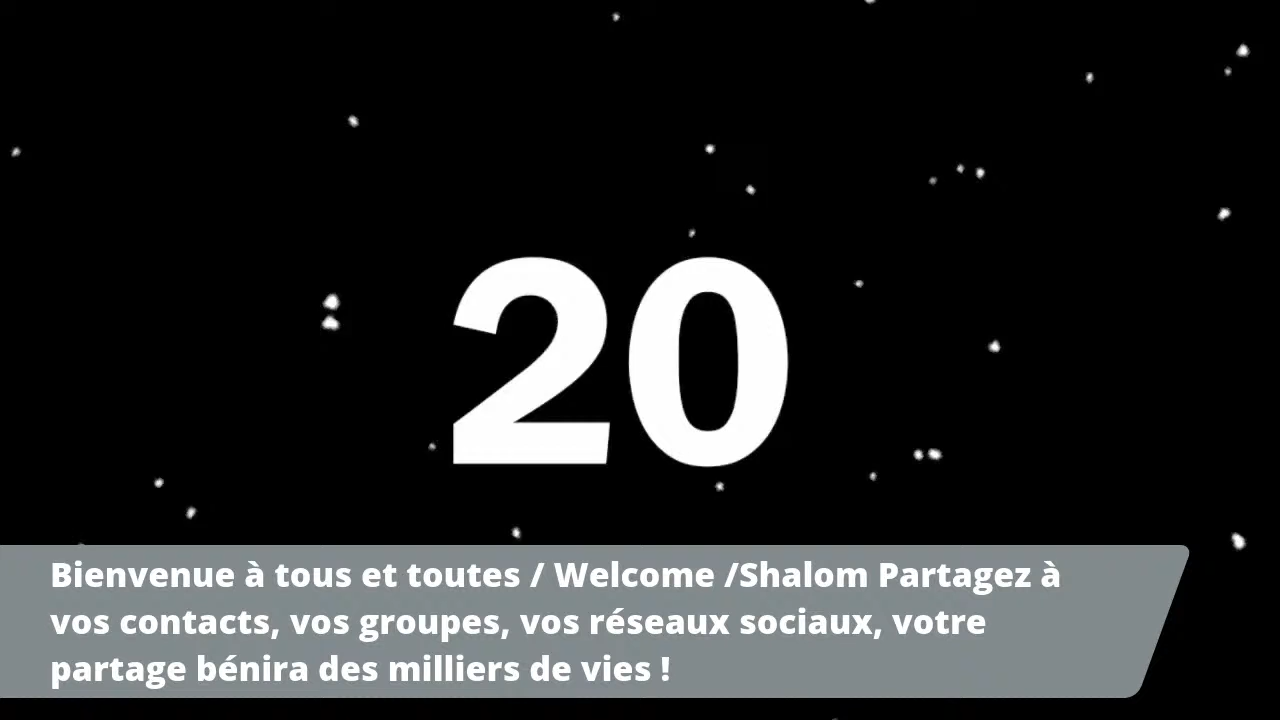 20
Bienvenue à tous et toutes / Welcome /Shalom Partagez à
vos contacts, vos groupes, vos réseaux sociaux, votre
partage bénira des milliers de vies !